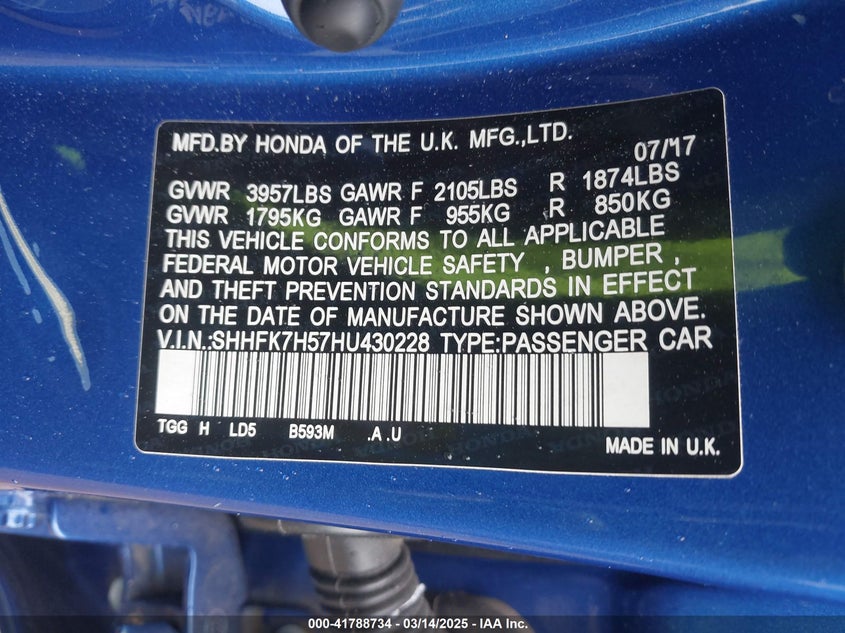 MFD.BY HONDA OF THE U.K. MFG.,LTD. 07/'17
GVWR 3957LBS GAWR F 2105LBS R 1874LBS
GVWR 1795KG GAWR F 955KG R 850KG
THIS VEHICLE CONFORMS TO ALL APPLICABLE
FEDERAL MOTOR VEHICLE SAFETY , BUMPER ,
AND THEFT PREVENTION STANDARDS IN EFFECT
ON THE DATE OF MANUFACTURE SHOWN ABOVE.
V.I.N.:SHHFK7H57HU430228 TYPE:PASSENGER CAR
TGG H LD5 B593M .A .U
MADE IN U.K.
000-41788734 - 03/14/2025 - IAA Inc.